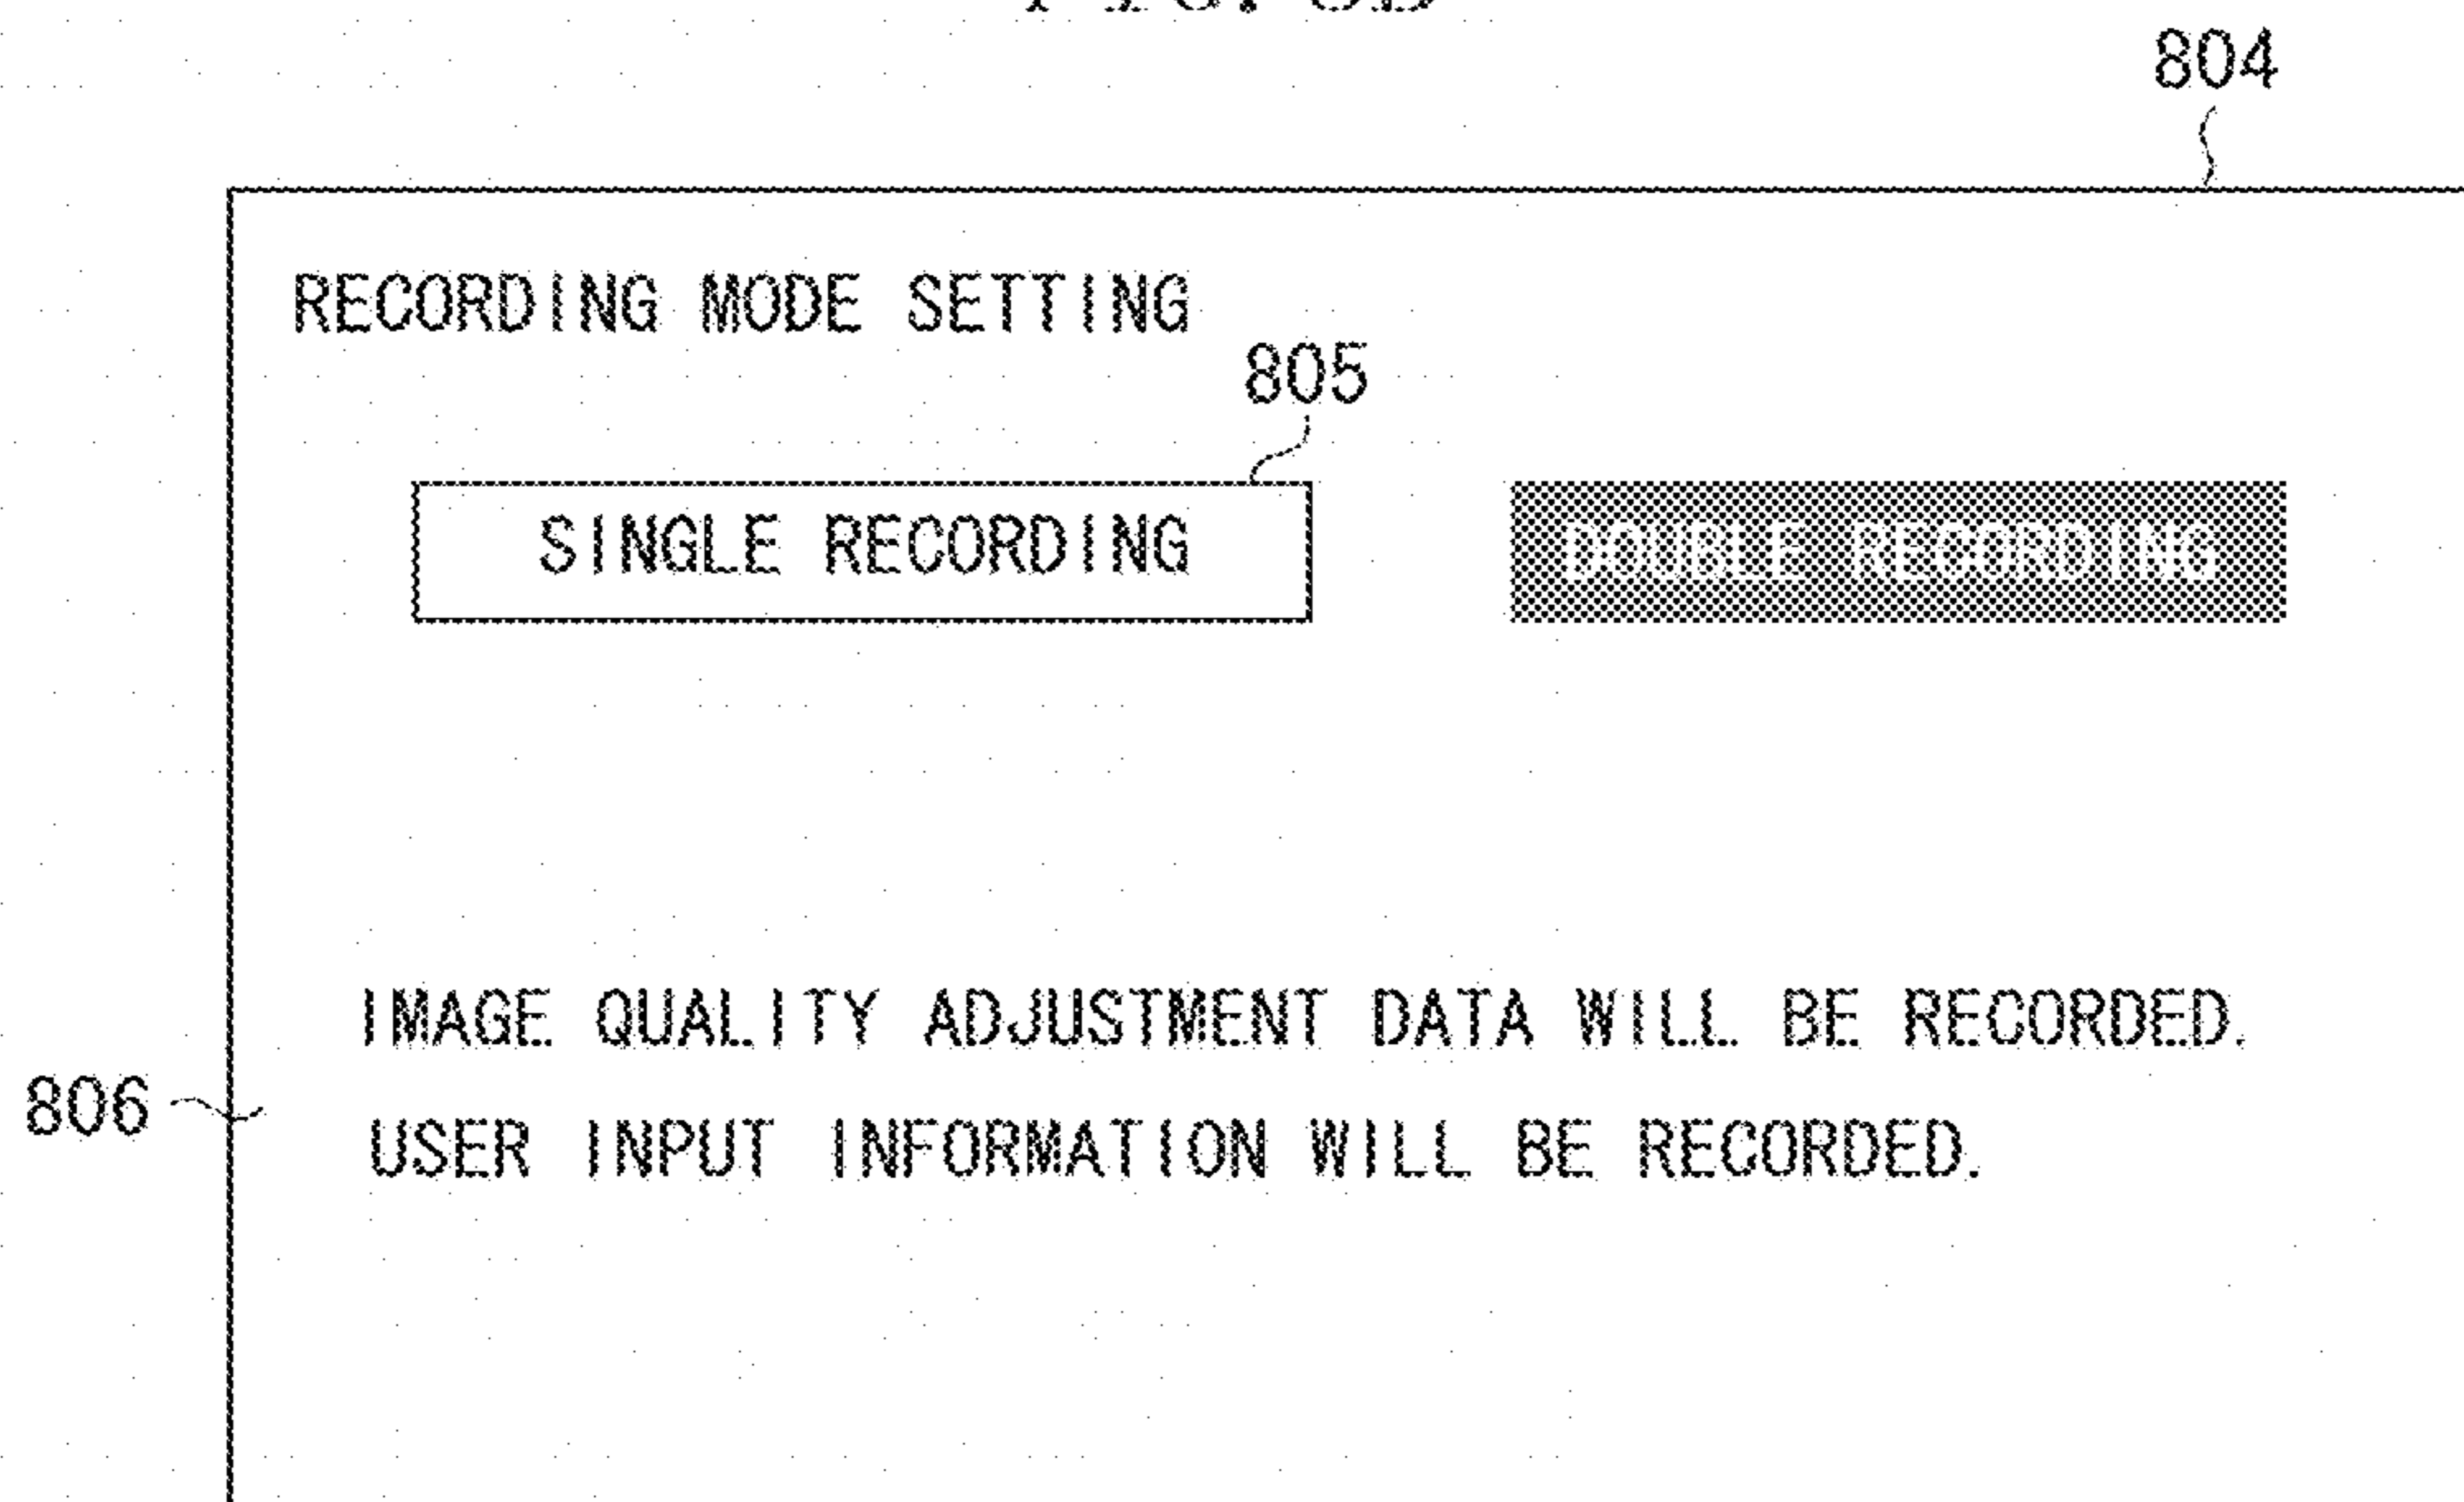 804
RECORDING MODE SETTING
805
SINGLE RECORDING
DOUBLE RECORDING
IMAGE QUALITY ADJUSTMENT DATA WILL BE RECORDED.
806
USER INPUT INFORMATION WILL BE RECORDED.